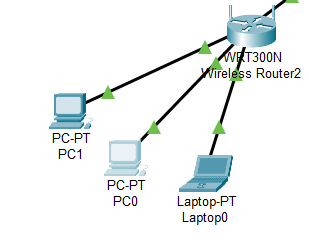 WRT300N
Wireless Router2
PC-PT
PC1
PC-PT
PC0
Laptop-PT
Laptop0